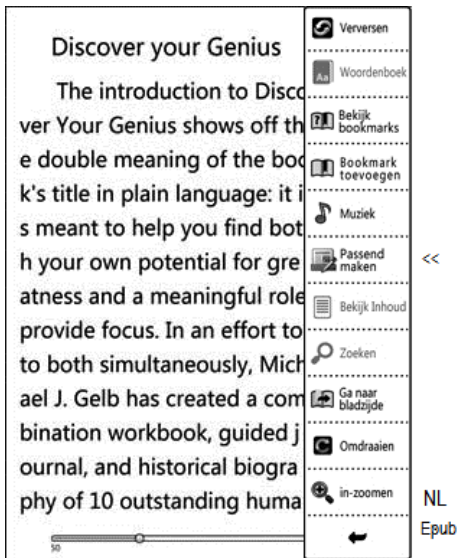 Discover your Genius
The introduction to Disco
ver Your Genius shows off th
e double meaning of the boo
k's title in plain language: it i
s meant to help you find bot
h your own potential for gre
atness and a meaningful role
provide focus. In an effort to
to both simultaneously, Mich
ael J. Gelb has created a com
bination workbook, guided j
ournal, and historical biogra
phy of 10 outstanding huma
50
Verversen
Aa
Woordenboek
Bekijk
bookmarks
Bookmark
toevoegen
Muziek
Passend
maken
<<
Bekijk Inhoud
Zoeken
Ga naar
bladzijde
Omdraaien
in-zoomen
NL
Epub